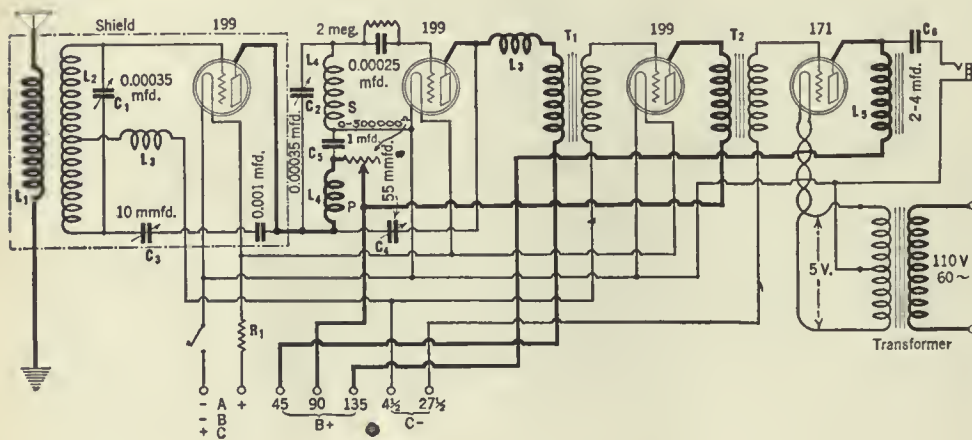 Shield
L₁
L₂
0.00035
mfd.
C₁
L₃
10 mmfd.
C₃
0.001 mfd.
199
2 meg.
0.00025
mfd.
L₄
C₂
0.00035 mfd.
S
0-500000
1 mfd.
C₅
L₄
P
55 mmfd.
C₄
199
L₃
T₁
199
T₂
171
L₅
C₆
2-4 mfd.
B
5 V.
110 V
60 ~
Transformer
R₁
- A +
- B
+ C
45 90 135 4½ 27½
B+ C-